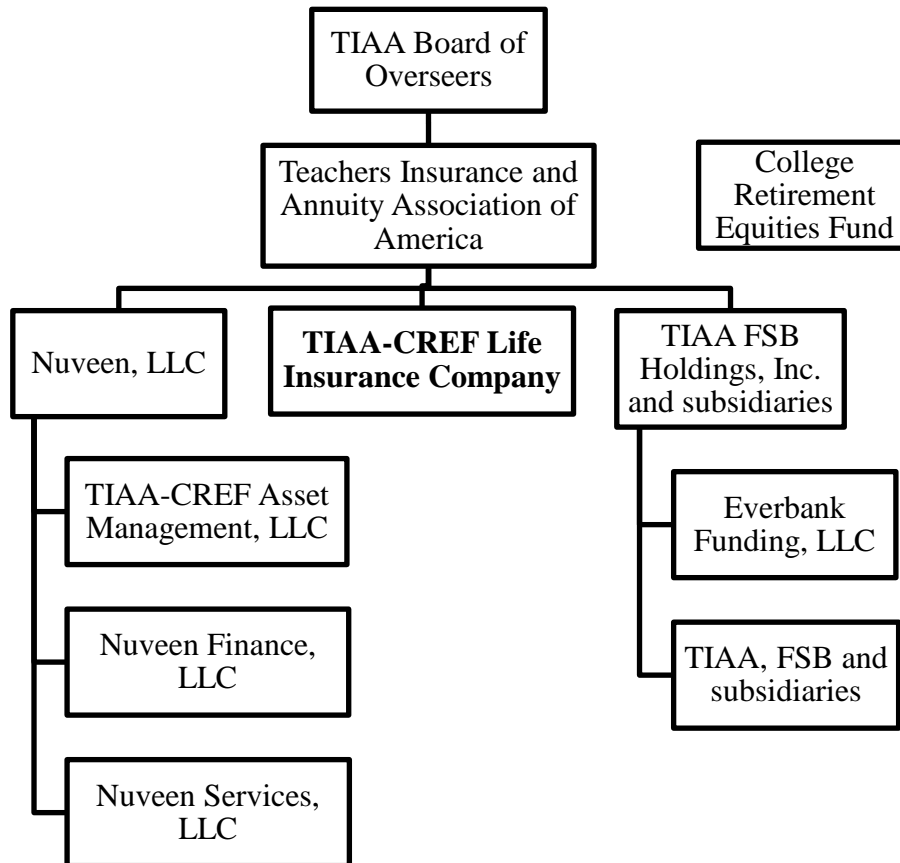 TIAA Board of
Overseers
Teachers Insurance and
Annuity Association of
America
College
Retirement
Equities Fund
Nuveen, LLC
TIAA-CREF Life
Insurance Company
TIAA FSB
Holdings, Inc.
and subsidiaries
TIAA-CREF Asset
Management, LLC
Everbank
Funding, LLC
Nuveen Finance,
LLC
TIAA, FSB and
subsidiaries
Nuveen Services,
LLC